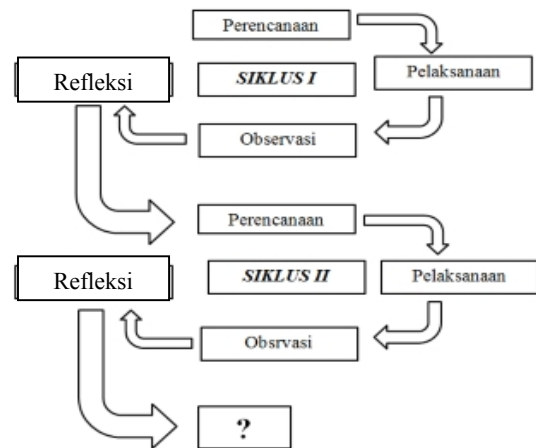 Perencanaan
Refleksi
SIKLUS I
Pelaksanaan
Observasi
Perencanaan
Refleksi
SIKLUS II
Pelaksanaan
Obsrvasi
?